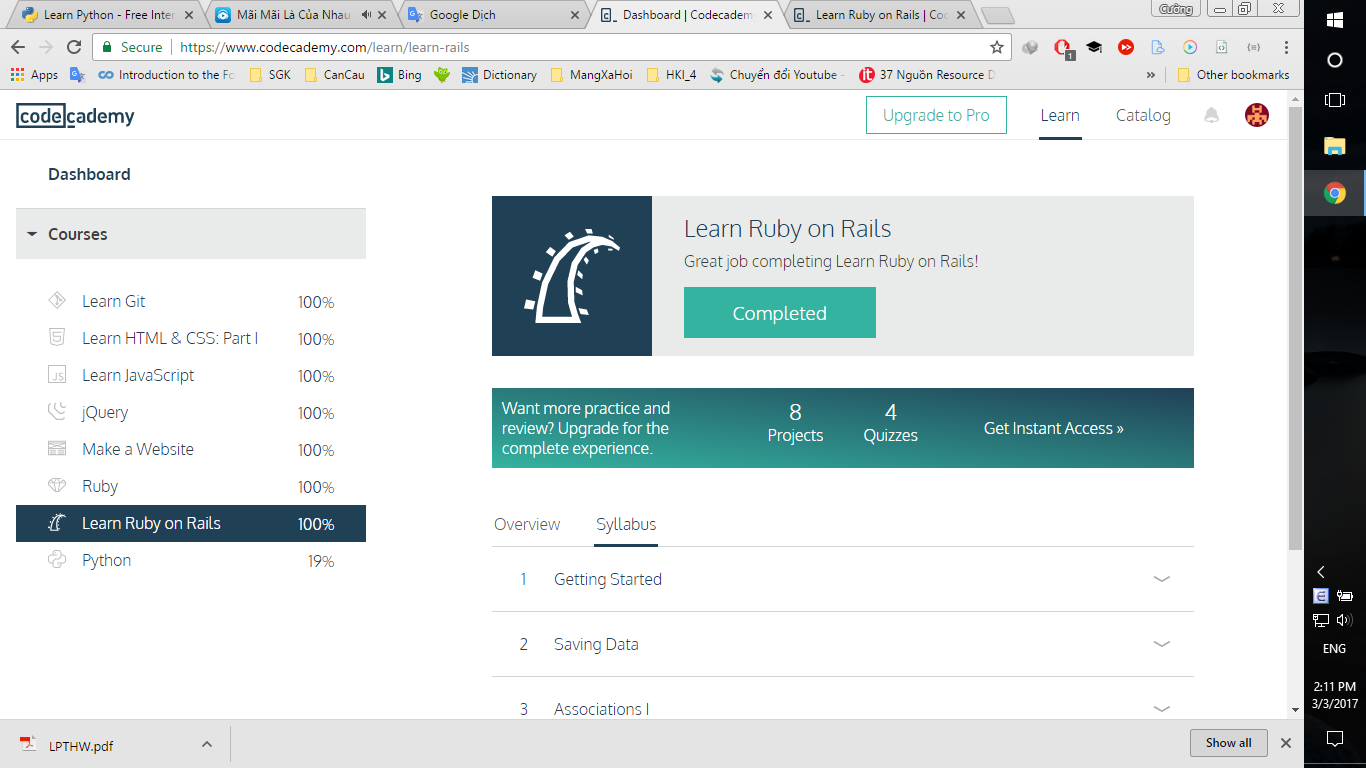 Learn Python - Free Inter
Mãi Mãi Là Của Nhau
Google Dịch
Dashboard | Codecadem
Learn Ruby on Rails | Coc
Cường
Secure
https://www.codecademy.com/learn/learn-rails
1
Apps
Introduction to the Fo
SGK
CanCau
Bing
Dictionary
MangXaHoi
HKI_4
Chuyển đổi Youtube -
37 Nguồn Resource D
»
Other bookmarks
codecademy
Upgrade to Pro
Learn
Catalog
Dashboard
Courses
Learn Git 100%
Learn HTML & CSS: Part I 100%
JS Learn JavaScript 100%
jQuery 100%
Make a Website 100%
Ruby 100%
Learn Ruby on Rails 100%
Python 19%
Learn Ruby on Rails
Great job completing Learn Ruby on Rails!
Completed
Want more practice and
review? Upgrade for the
complete experience.
8
Projects
4
Quizzes
Get Instant Access »
Overview
Syllabus
1 Getting Started
2 Saving Data
3 Associations I
LPTHW.pdf
Show all
ENG
2:11 PM
3/3/2017